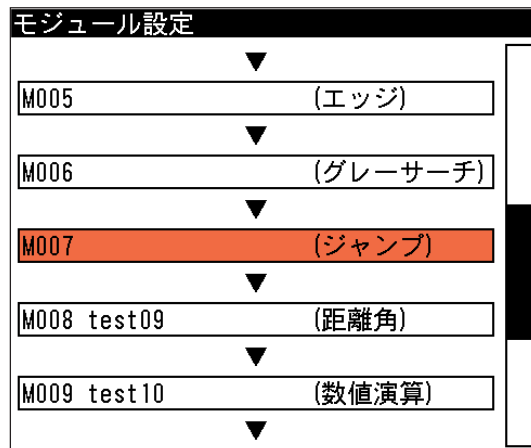 モジュール設定
▼
M005 (エッジ)
▼
M006 (グレーサーチ)
▼
M007 (ジャンプ)
▼
M008 test09 (距離角)
▼
M009 test10 (数値演算)
▼